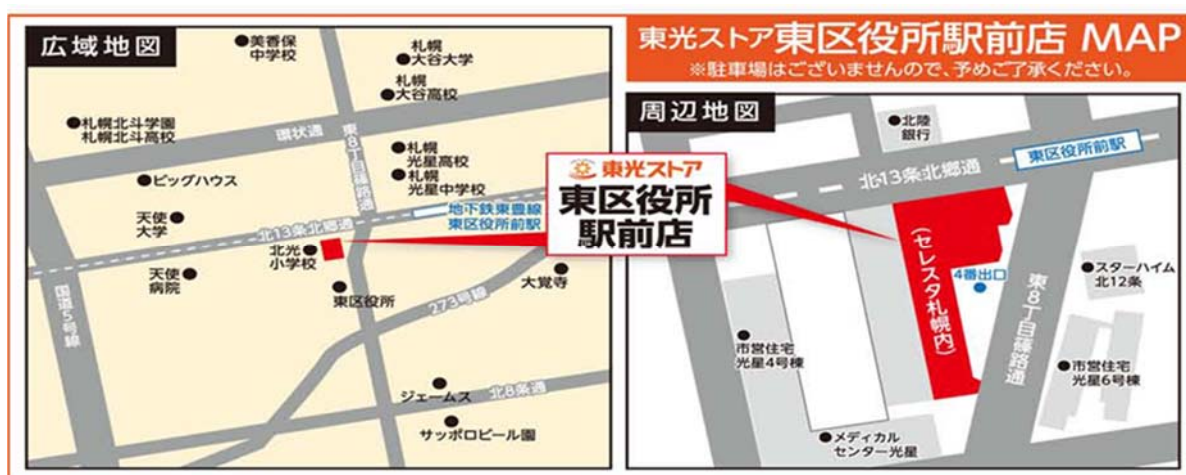 広域地図
美香保
中学校
札幌
大谷大学
札幌
大谷高校
札幌北斗学園
札幌北斗高校
環状通
東8丁目篠路通
札幌
光星高校
札幌
光星中学校
ビッグハウス
天使
大学
北13条北郷通
地下鉄東豊線
東区役所前駅
北光
小学校
天使
病院
国道5号線
東区役所
273号線
大覚寺
ジェームス
北8条通
サッポロビール園
東光ストア
東区役所
駅前店
東光ストア東区役所駅前店 MAP
※駐車場はございませんので、予めご了承ください。
周辺地図
北陸
銀行
東区役所前駅
北13条北郷通
(セレスタ札幌内)
4番出口
東8丁目篠路通
スターハイム
北12条
市営住宅
光星4号棟
市営住宅
光星6号棟
メディカル
センター光星